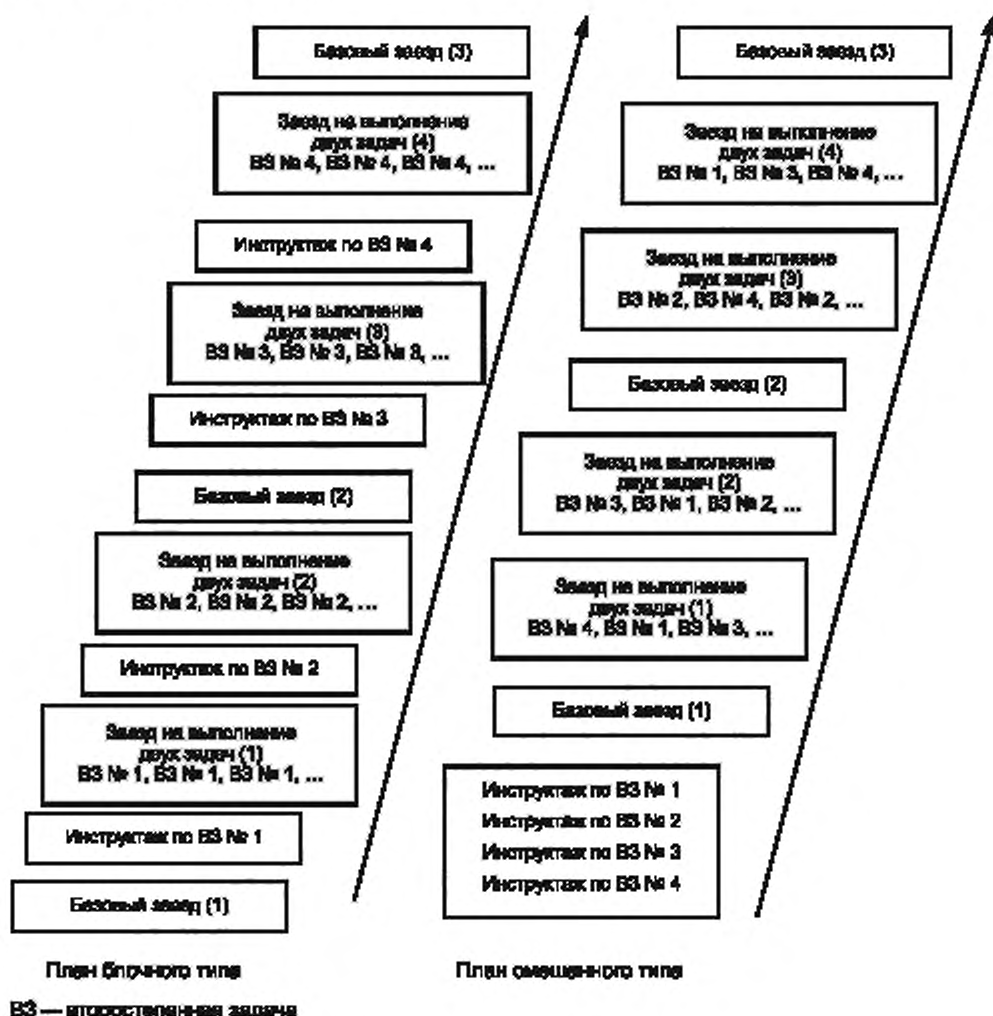 Базовый заезд (3)
Заезд на выполнение
двух задач (4)
ВЗ № 4, ВЗ № 4, ВЗ № 4, ...
Инструктаж по ВЗ № 4
Заезд на выполнение
двух задач (3)
ВЗ № 3, ВЗ № 3, ВЗ № 3, ...
Инструктаж по ВЗ № 3
Базовый заезд (2)
Заезд на выполнение
двух задач (2)
ВЗ № 2, ВЗ № 2, ВЗ № 2, ...
Инструктаж по ВЗ № 2
Заезд на выполнение
двух задач (1)
ВЗ № 1, ВЗ № 1, ВЗ № 1, ...
Инструктаж по ВЗ № 1
Базовый заезд (1)
План блочного типа
Базовый заезд (3)
Заезд на выполнение
двух задач (4)
ВЗ № 1, ВЗ № 3, ВЗ № 4, ...
Заезд на выполнение
двух задач (3)
ВЗ № 2, ВЗ № 4, ВЗ № 2, ...
Базовый заезд (2)
Заезд на выполнение
двух задач (2)
ВЗ № 3, ВЗ № 1, ВЗ № 2, ...
Заезд на выполнение
двух задач (1)
ВЗ № 4, ВЗ № 1, ВЗ № 3, ...
Базовый заезд (1)
Инструктаж по ВЗ № 1
Инструктаж по ВЗ № 2
Инструктаж по ВЗ № 3
Инструктаж по ВЗ № 4
План смешанного типа
ВЗ — второстепенная задача